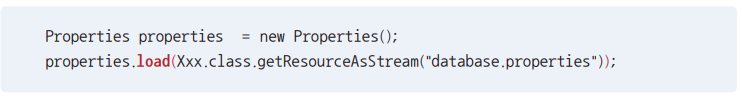 Properties properties  = new Properties();
properties.load(Xxx.class.getResourceAsStream("database.properties"));